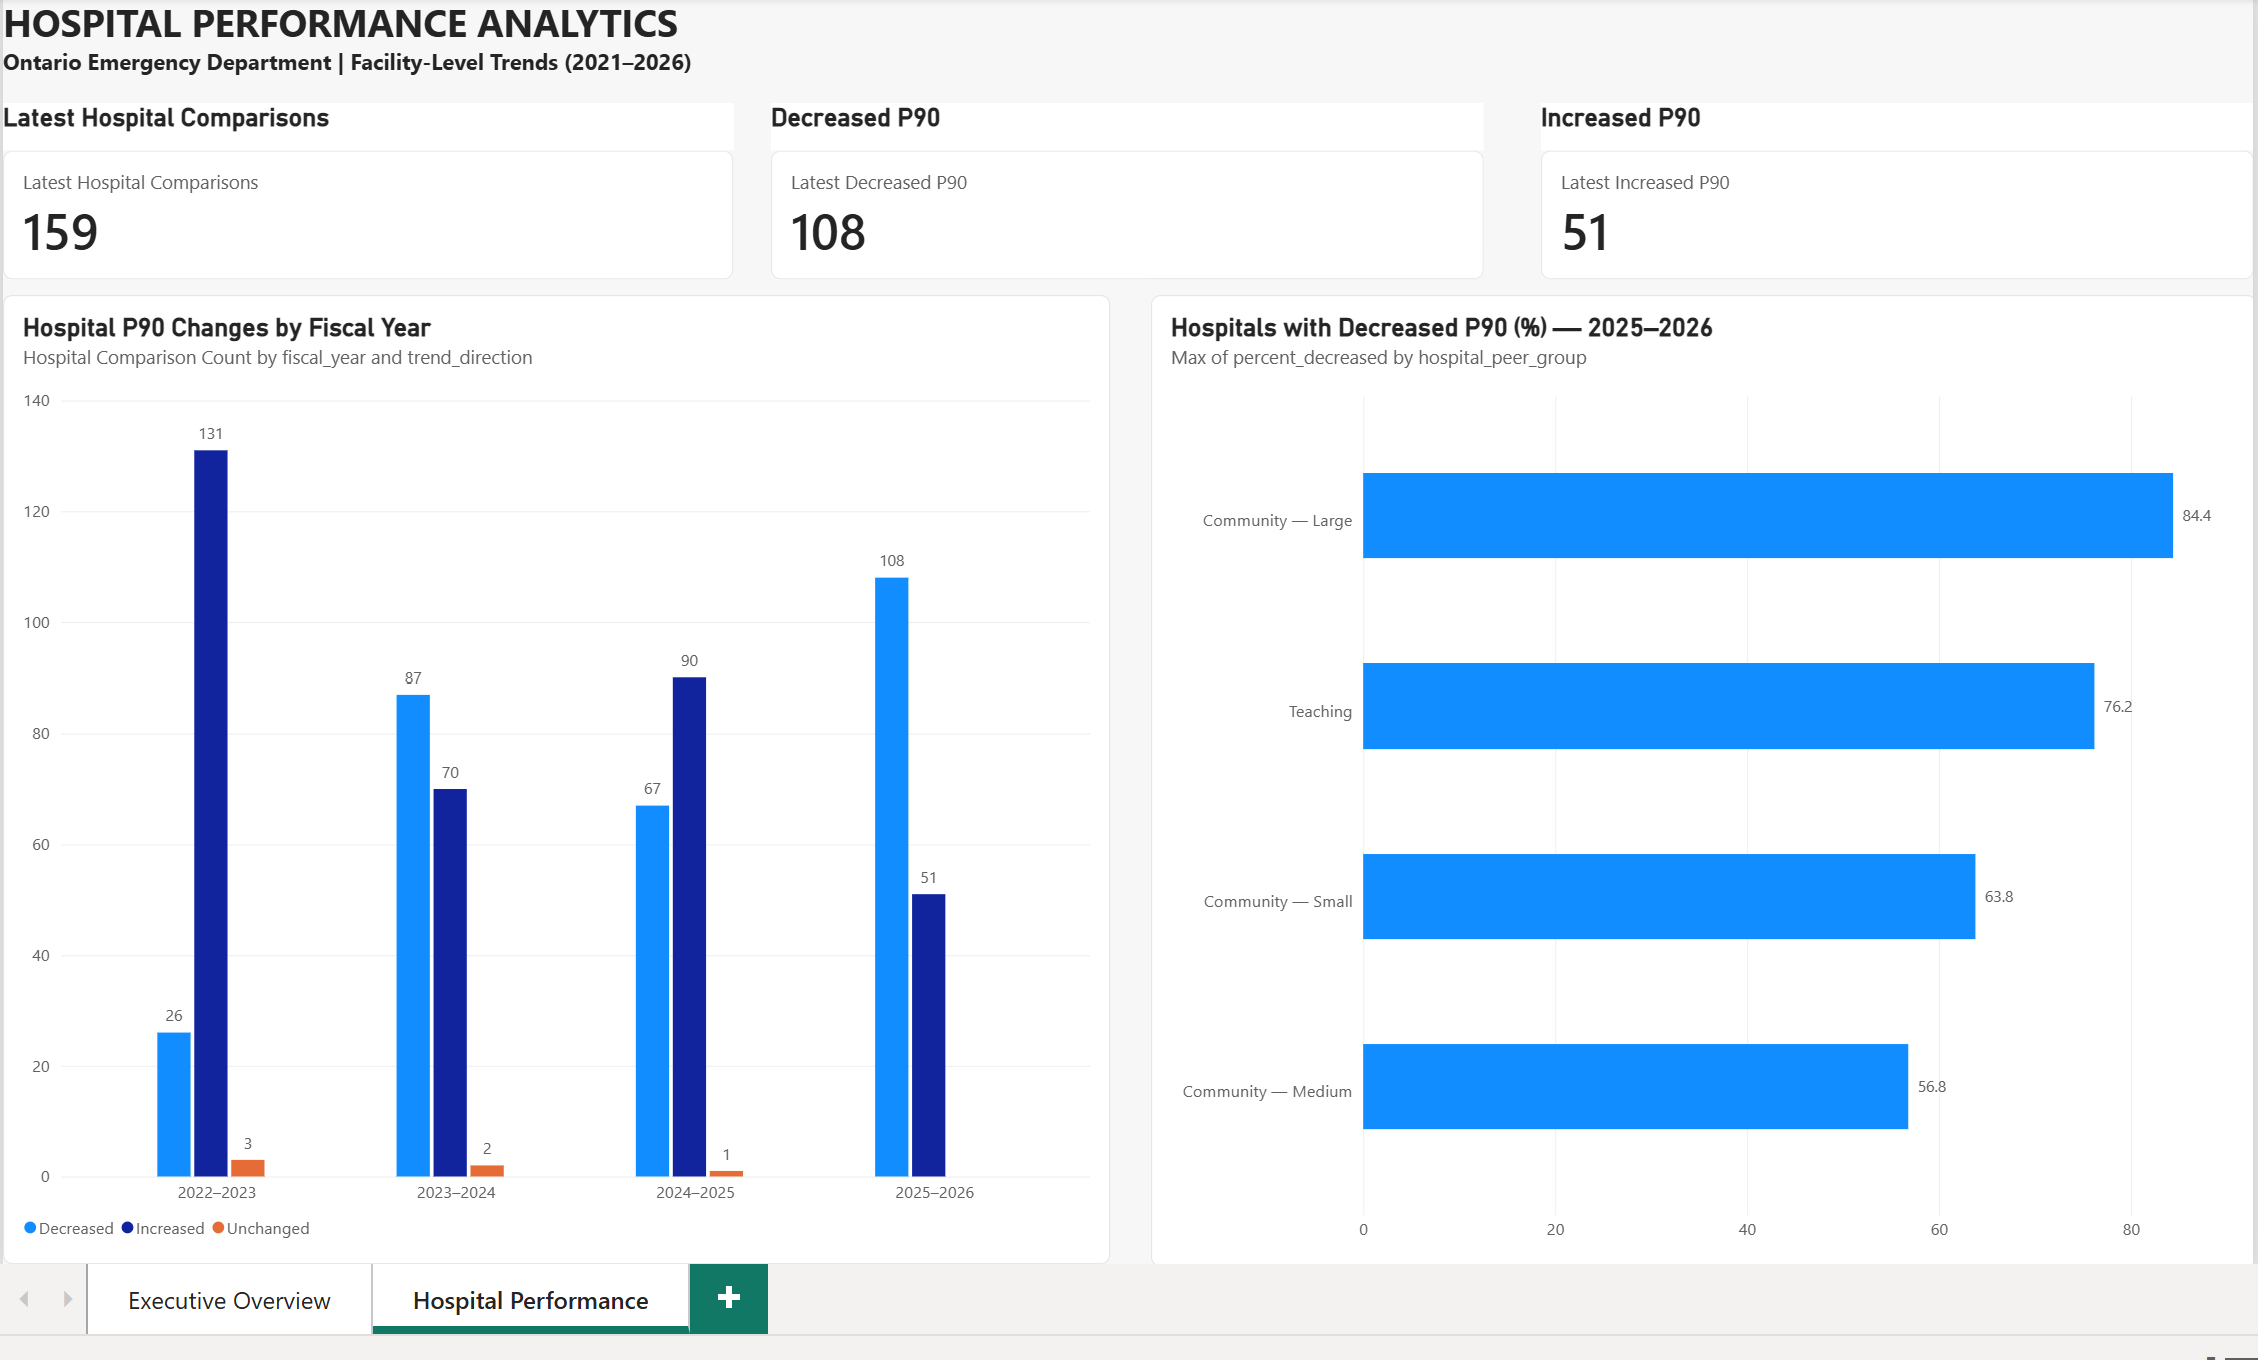 HOSPITAL PERFORMANCE ANALYTICS
Ontario Emergency Department | Facility-Level Trends (2021–2026)
Latest Hospital Comparisons
Decreased P90
Increased P90
Latest Hospital Comparisons
159
Latest Decreased P90
108
Latest Increased P90
51
Hospital P90 Changes by Fiscal Year
Hospital Comparison Count by fiscal_year and trend_direction
140
120
100
80
60
40
20
0
26
131
3
87
70
2
67
90
1
108
51
2022–2023
2023–2024
2024–2025
2025–2026
Decreased Increased Unchanged
Hospitals with Decreased P90 (%) — 2025–2026
Max of percent_decreased by hospital_peer_group
Community — Large
84.4
Teaching
76.2
Community — Small
63.8
Community — Medium
56.8
0
20
40
60
80
Executive Overview
Hospital Performance
+